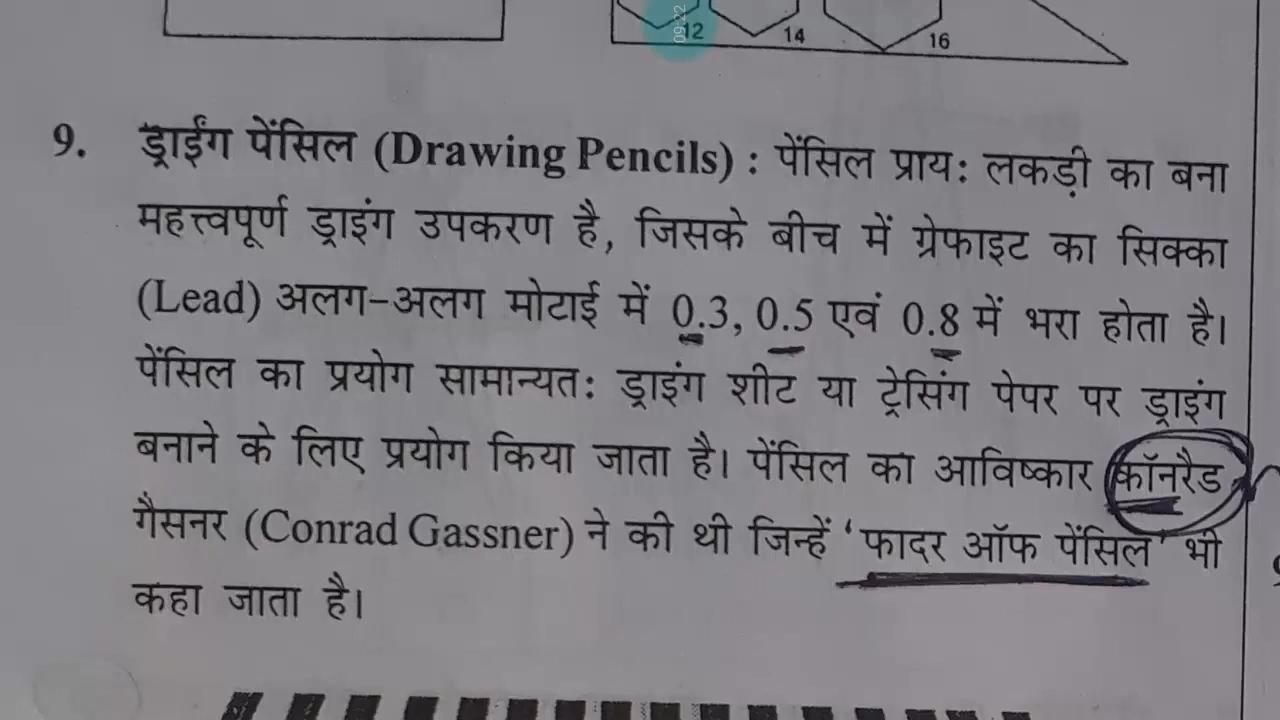 12 14 16
09:22
9. ड्राईंग पेंसिल (Drawing Pencils) : पेंसिल प्राय: लकड़ी का बना
महत्त्वपूर्ण ड्राइंग उपकरण है, जिसके बीच में ग्रेफाइट का सिक्का
(Lead) अलग-अलग मोटाई में 0.3, 0.5 एवं 0.8 में भरा होता है।
पेंसिल का प्रयोग सामान्यत: ड्राइंग शीट या ट्रेसिंग पेपर पर ड्राइंग
बनाने के लिए प्रयोग किया जाता है। पेंसिल का आविष्कार कॉनरैड
गैसनर (Conrad Gassner) ने की थी जिन्हें ‘फादर ऑफ पेंसिल’ भी
कहा जाता है।